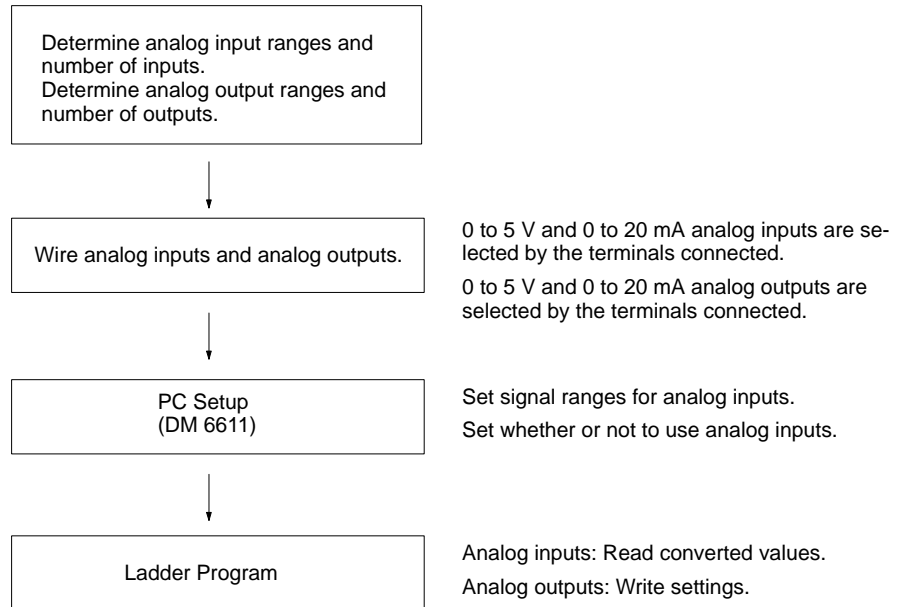 Determine analog input ranges and
number of inputs.
Determine analog output ranges and
number of outputs.
Wire analog inputs and analog outputs.
0 to 5 V and 0 to 20 mA analog inputs are se-
lected by the terminals connected.
0 to 5 V and 0 to 20 mA analog outputs are
selected by the terminals connected.
PC Setup
(DM 6611)
Set signal ranges for analog inputs.
Set whether or not to use analog inputs.
Ladder Program
Analog inputs: Read converted values.
Analog outputs: Write settings.